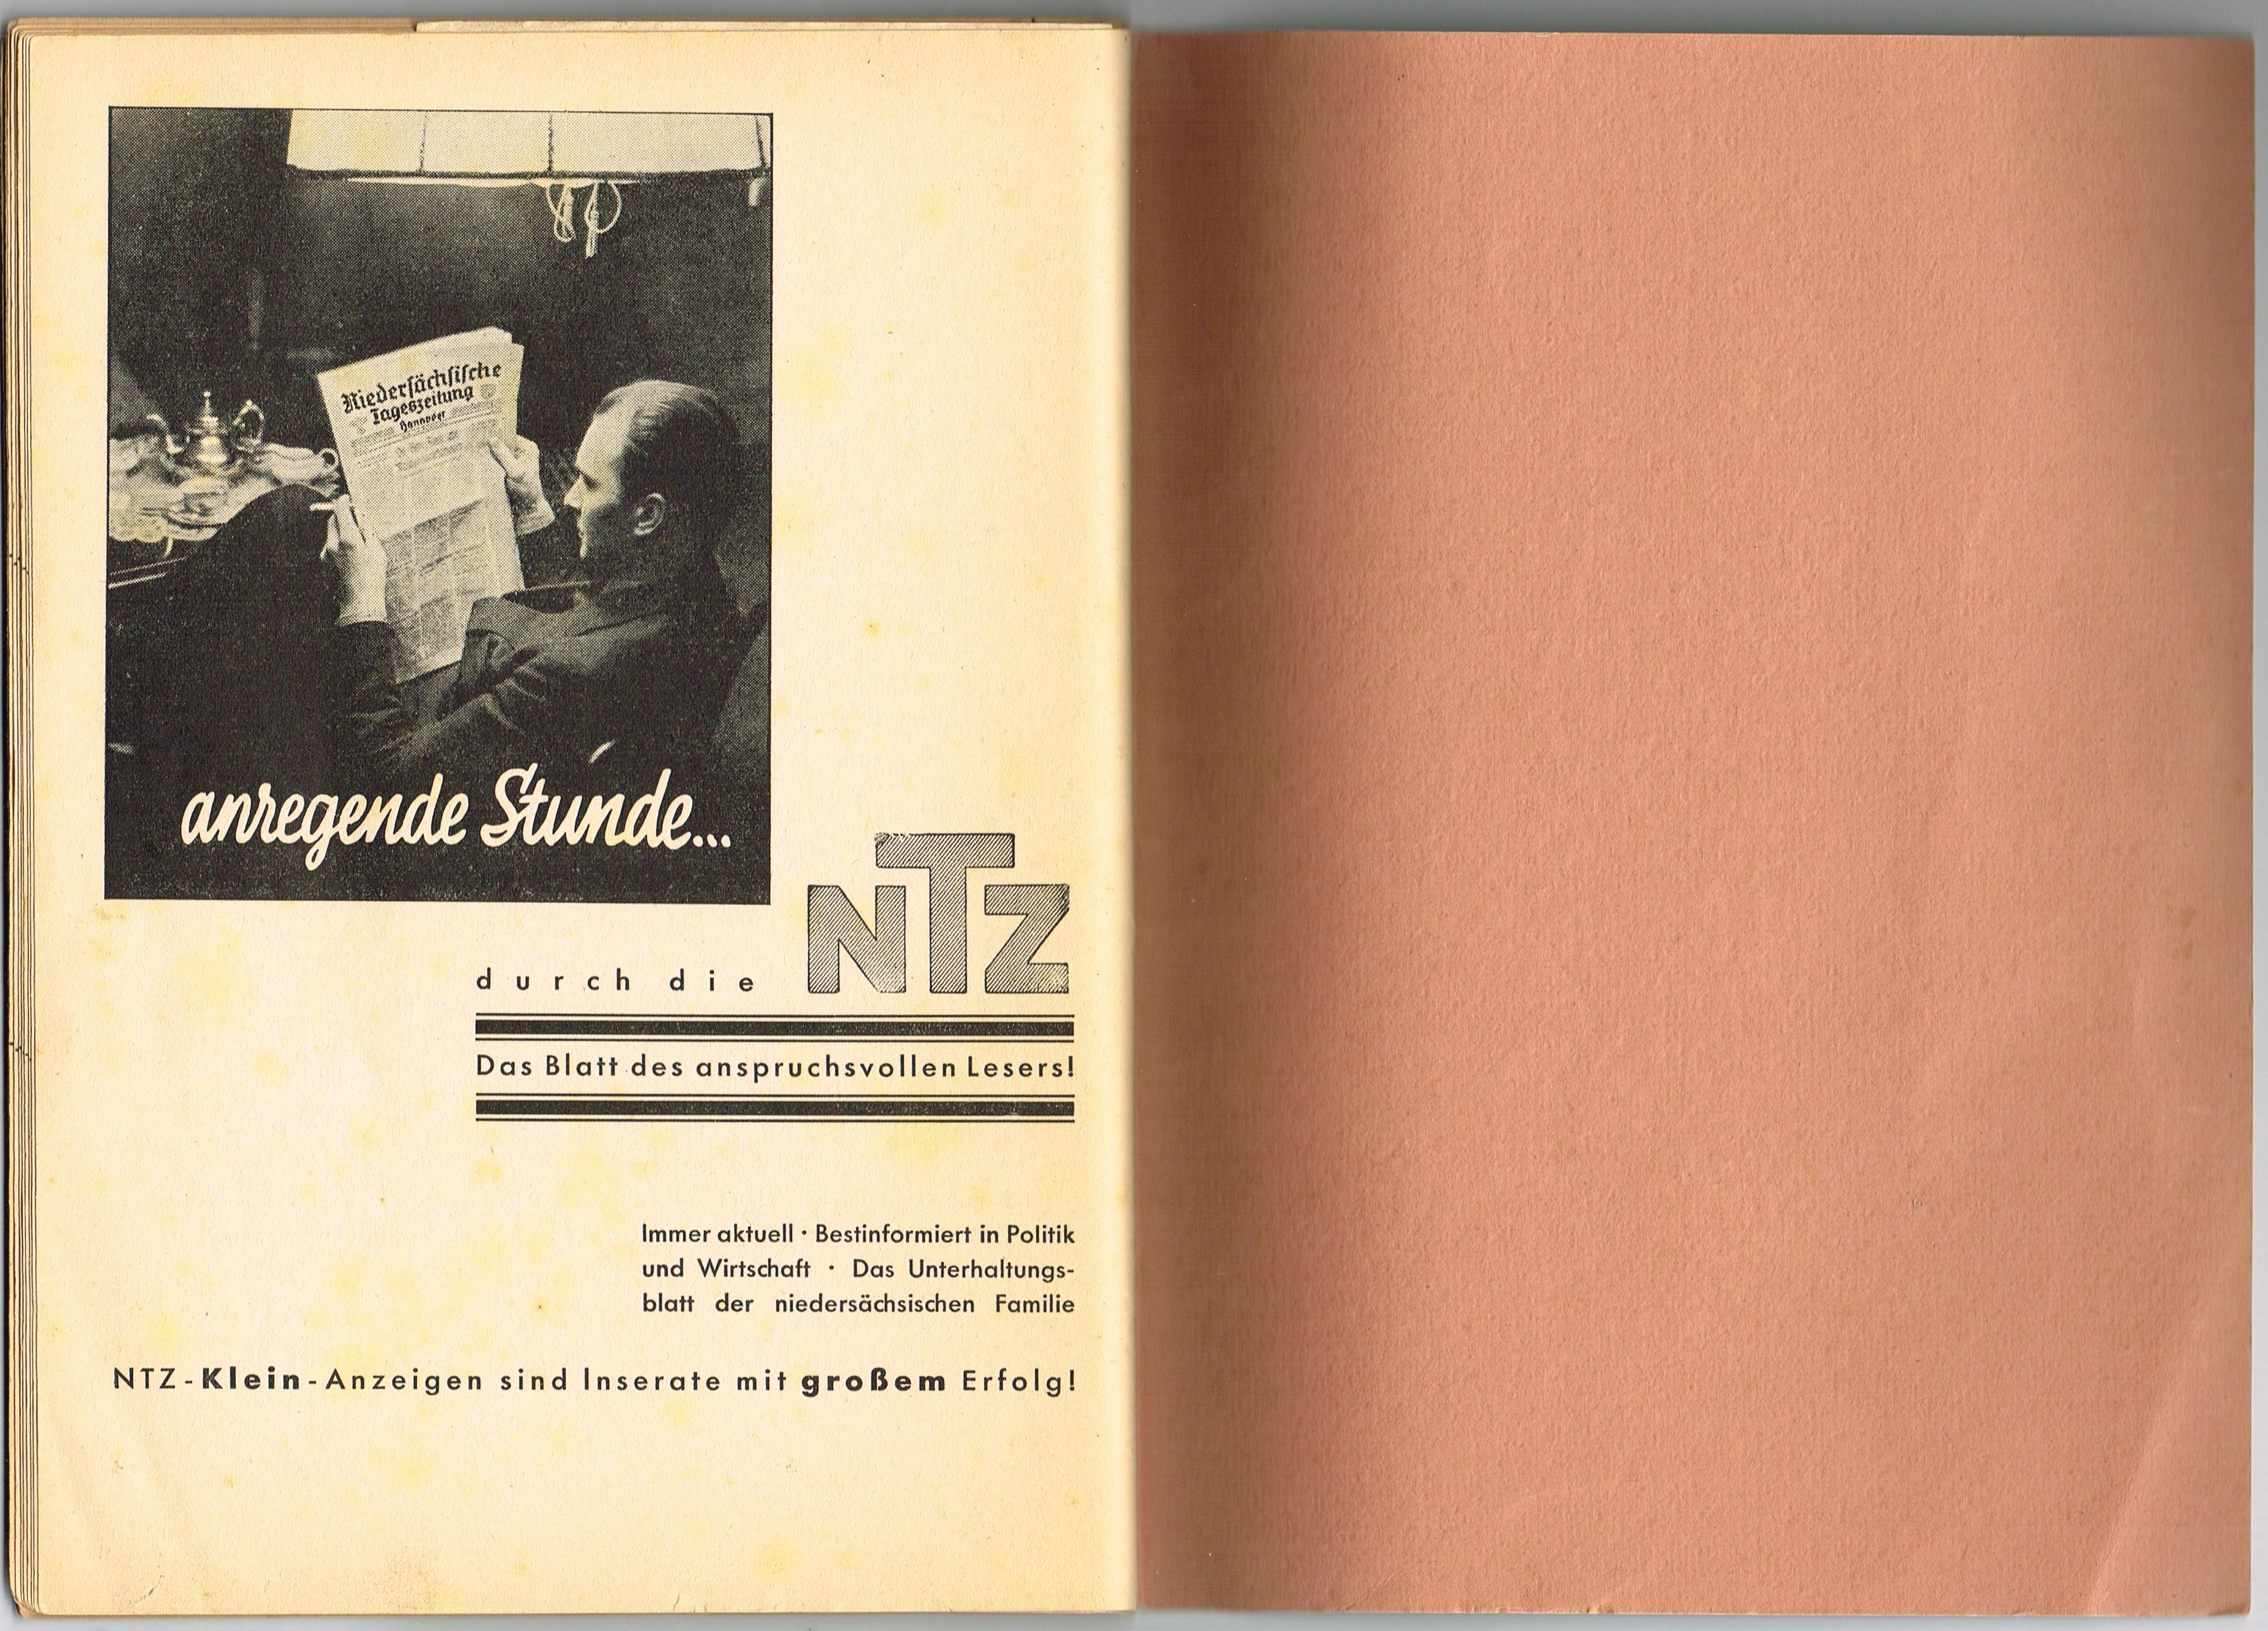 Niedersächsische
Tageszeitung
Hannover
anregende Stunde...
durch die NTZ
Das Blatt des anspruchsvollen Lesers!
Immer aktuell · Bestinformiert in Politik
und Wirtschaft · Das Unterhaltungs-
blatt der niedersächsischen Familie
NTZ-Klein-Anzeigen sind Inserate mit großem Erfolg!